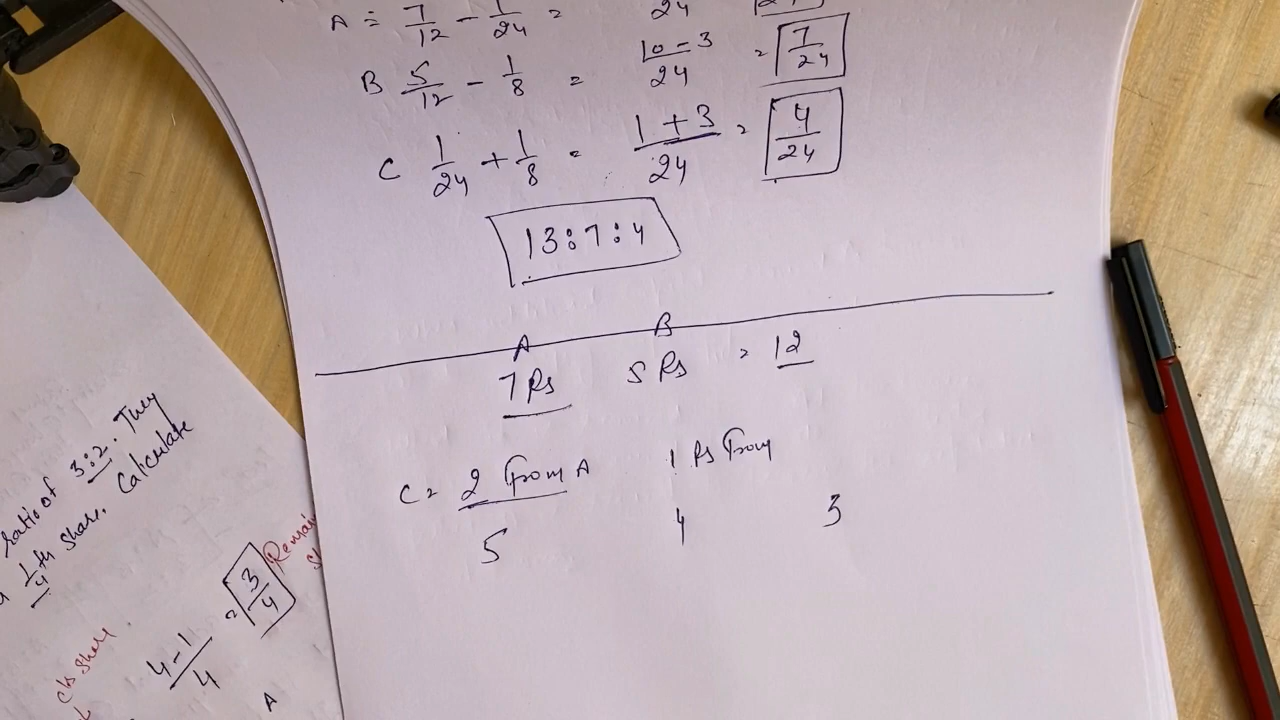 A = 7/12 - 1/24 = 24
B 5/12 - 1/8 = 10-3/24 = 7/24
C 1/24 + 1/8 = 1+3/24 = 4/24
13:7:4
A B
7 Rs 5 Rs = 12
C = 2 from A 1 Rs from
5 4 3
ratio of 3:2. They
1/4th share. Calculate
4-1/4 = 3/4
share.
A